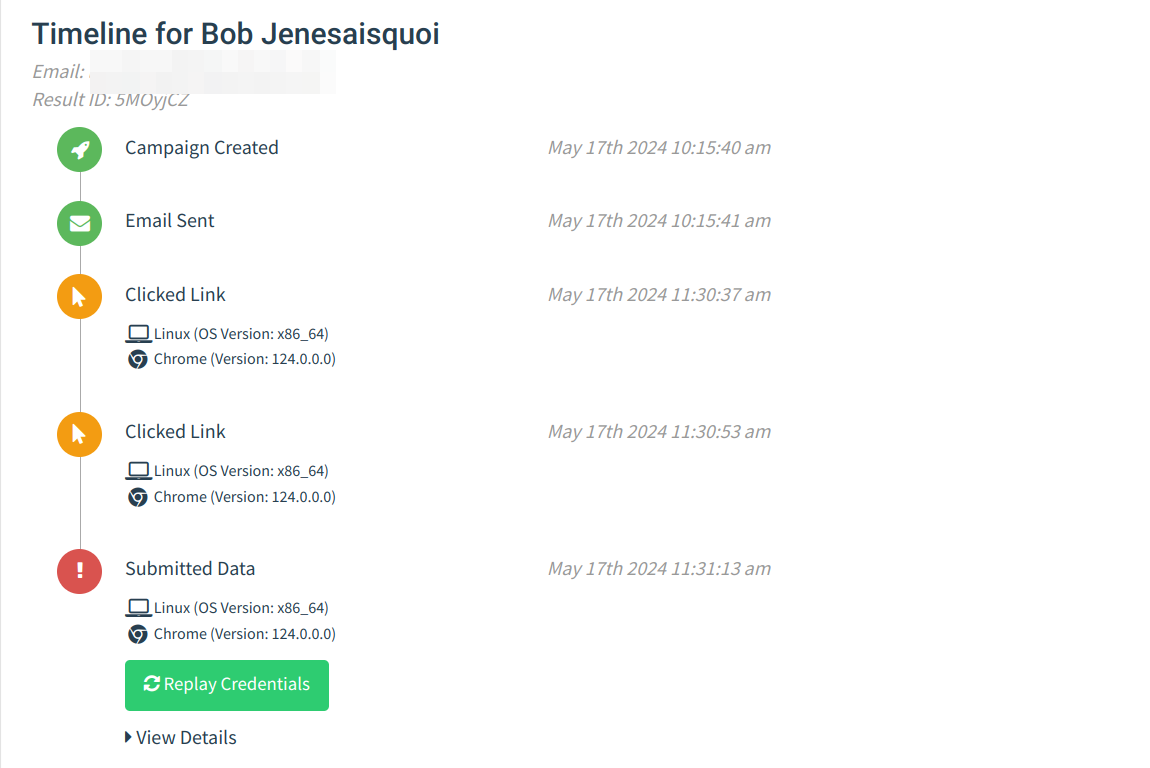 Timeline for Bob Jenesaisquoi
Email:
Result ID: 5MOyjCZ
Campaign Created May 17th 2024 10:15:40 am
Email Sent May 17th 2024 10:15:41 am
Clicked Link May 17th 2024 11:30:37 am
Linux (OS Version: x86_64)
Chrome (Version: 124.0.0.0)
Clicked Link May 17th 2024 11:30:53 am
Linux (OS Version: x86_64)
Chrome (Version: 124.0.0.0)
Submitted Data May 17th 2024 11:31:13 am
Linux (OS Version: x86_64)
Chrome (Version: 124.0.0.0)
Replay Credentials
View Details